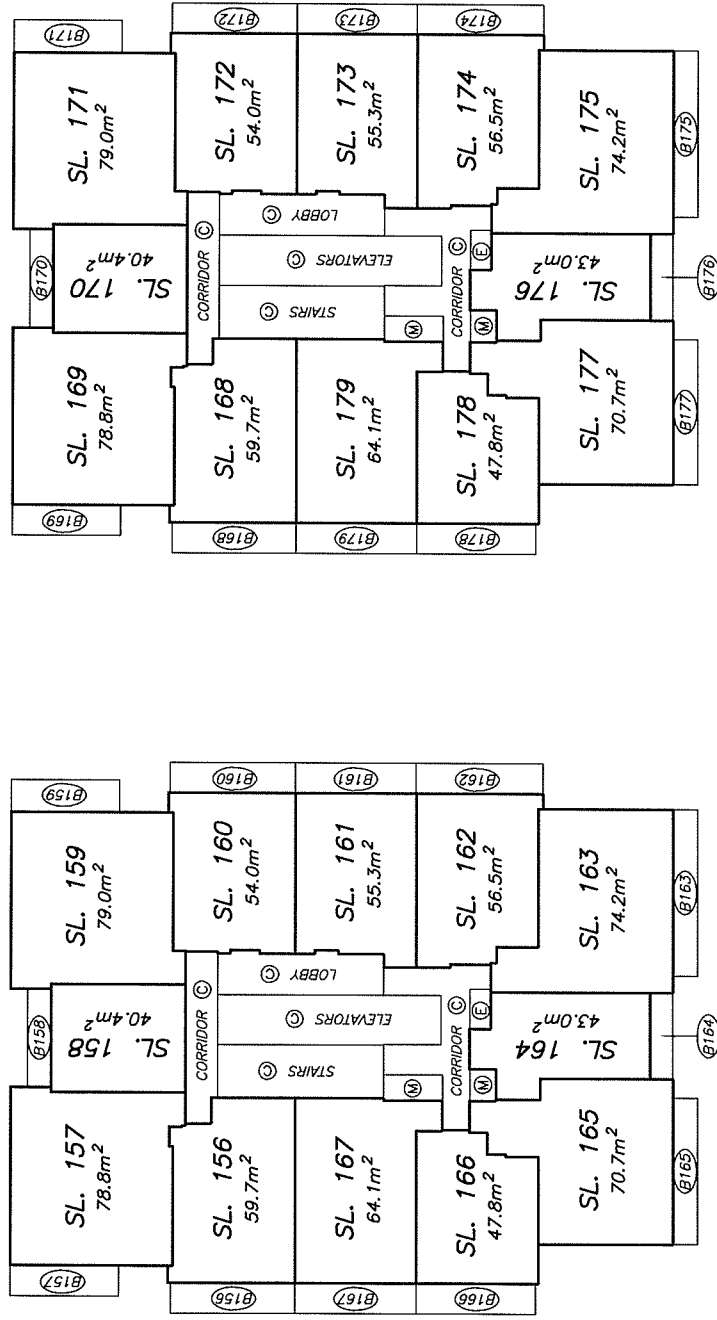 B171
B172
B173
B174
SL. 171
79.0m²
SL. 172
54.0m²
SL. 173
55.3m²
SL. 174
56.5m²
SL. 175
74.2m²
B175
B170
SL. 170
40.4m²
CORRIDOR C
LOBBY C
ELEVATORS C
STAIRS C
CORRIDOR C
E
M
M
SL. 176
43.0m²
B176
SL. 169
78.8m²
SL. 168
59.7m²
SL. 179
64.1m²
SL. 178
47.8m²
SL. 177
70.7m²
B177
B169
B168
B179
B178
B159
B160
B161
B162
SL. 159
79.0m²
SL. 160
54.0m²
SL. 161
55.3m²
SL. 162
56.5m²
SL. 163
74.2m²
B163
B158
SL. 158
40.4m²
CORRIDOR C
LOBBY C
ELEVATORS C
STAIRS C
CORRIDOR C
E
M
M
SL. 164
43.0m²
B164
SL. 157
78.8m²
SL. 156
59.7m²
SL. 167
64.1m²
SL. 166
47.8m²
SL. 165
70.7m²
B165
B157
B156
B167
B166